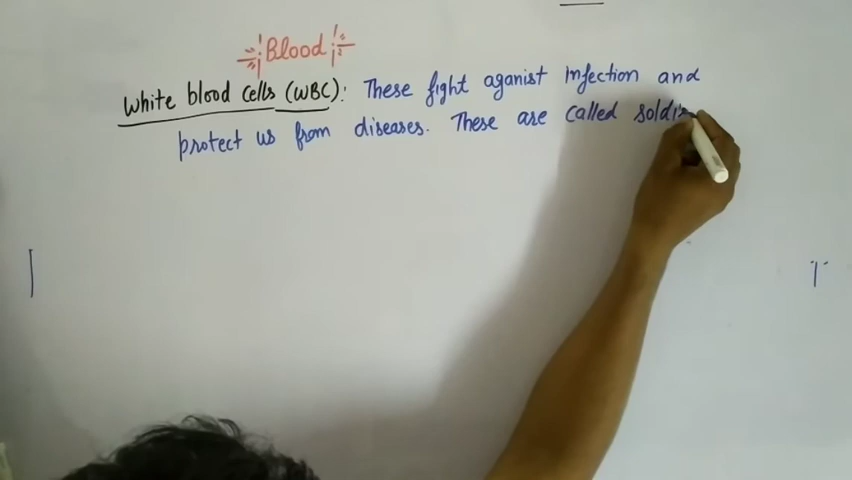 Blood
White blood cells (WBC): These fight aganist infection and
protect us from diseases. These are called soldi